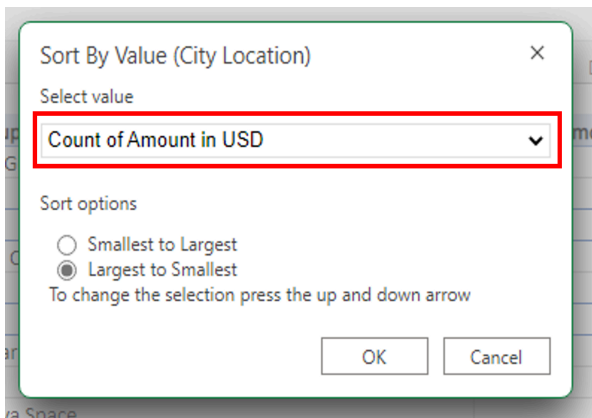 Sort By Value (City Location)
Select value
Count of Amount in USD
Sort options
Smallest to Largest
Largest to Smallest
To change the selection press the up and down arrow
OK
Cancel
Space